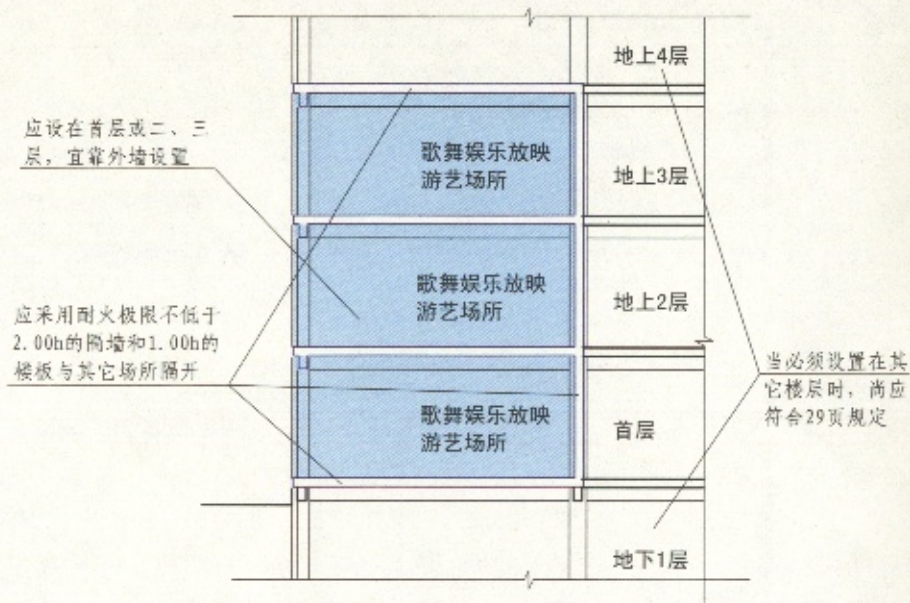 地上4层
应设在首层或二、三
层，宜靠外墙设置
歌舞娱乐放映
游艺场所
地上3层
歌舞娱乐放映
游艺场所
地上2层
应采用耐火极限不低于
2.00h的隔墙和1.00h的
楼板与其它场所隔开
当必须设置在其
它楼层时，尚应
符合29页规定
歌舞娱乐放映
游艺场所
首层
地下1层